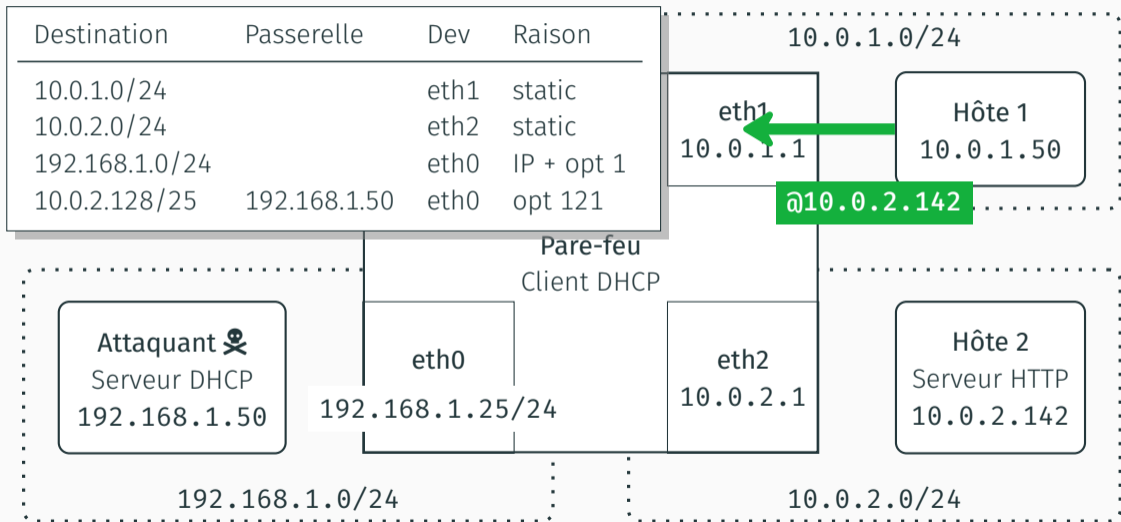 Destination Passerelle Dev Raison
10.0.1.0/24 eth1 static
10.0.2.0/24 eth2 static
192.168.1.0/24 eth0 IP + opt 1
10.0.2.128/25 192.168.1.50 eth0 opt 121
10.0.1.0/24
eth1
10.0.1.1
Hôte 1
10.0.1.50
@10.0.2.142
Pare-feu
Client DHCP
Attaquant ☠
Serveur DHCP
192.168.1.50
eth0
192.168.1.25/24
eth2
10.0.2.1
Hôte 2
Serveur HTTP
10.0.2.142
192.168.1.0/24
10.0.2.0/24